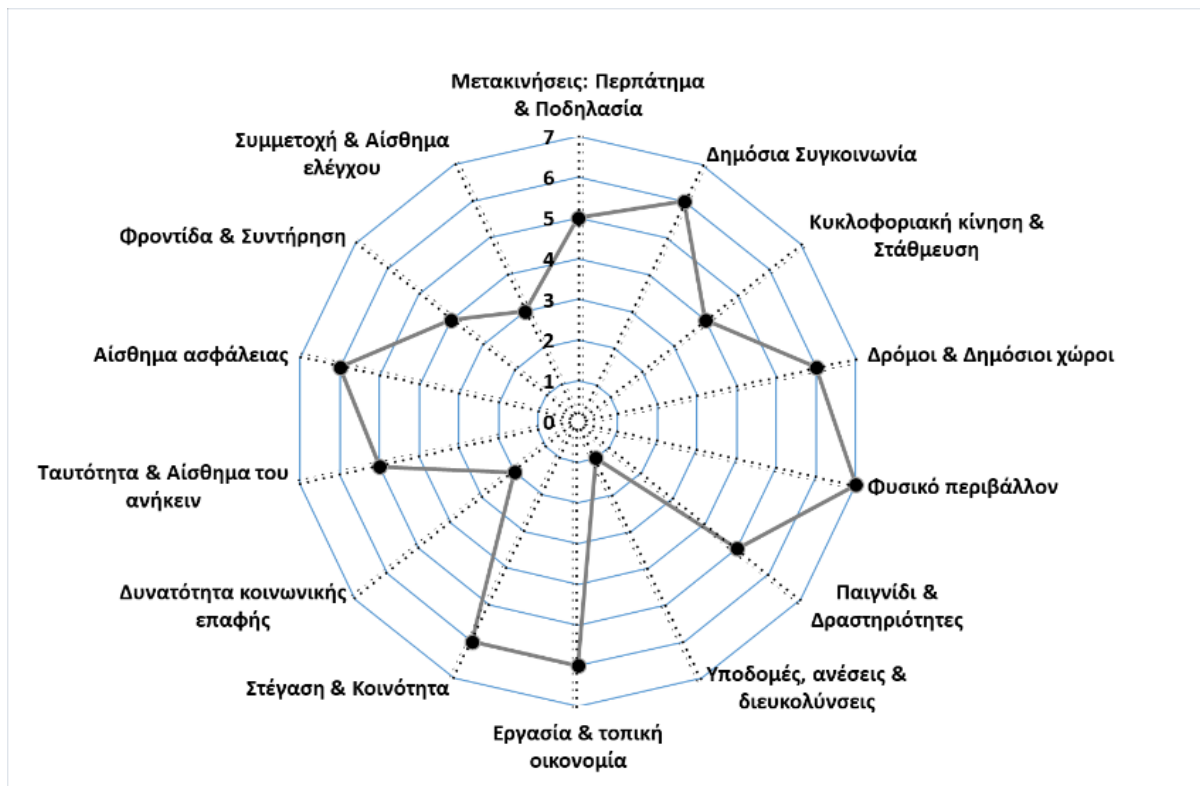 Μετακινήσεις: Περπάτημα
& Ποδηλασία
Δημόσια Συγκοινωνία
Κυκλοφοριακή κίνηση &
Στάθμευση
Δρόμοι & Δημόσιοι χώροι
Φυσικό περιβάλλον
Παιγνίδι &
Δραστηριότητες
Υποδομές, ανέσεις &
διευκολύνσεις
Εργασία & τοπική
οικονομία
Στέγαση & Κοινότητα
Δυνατότητα κοινωνικής
επαφής
Ταυτότητα & Αίσθημα του
ανήκειν
Αίσθημα ασφάλειας
Φροντίδα & Συντήρηση
Συμμετοχή & Αίσθημα
ελέγχου
7
6
5
4
3
2
1
0